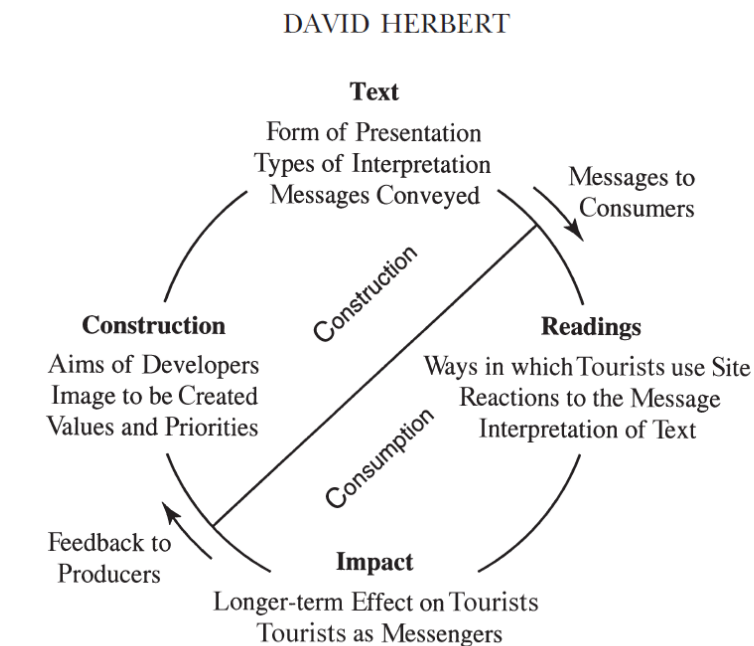 DAVID HERBERT
Text
Form of Presentation
Types of Interpretation
Messages Conveyed
Messages to
Consumers
Construction
Construction
Aims of Developers
Image to be Created
Values and Priorities
Readings
Ways in which Tourists use Site
Reactions to the Message
Interpretation of Text
Consumption
Feedback to
Producers
Impact
Longer-term Effect on Tourists
Tourists as Messengers